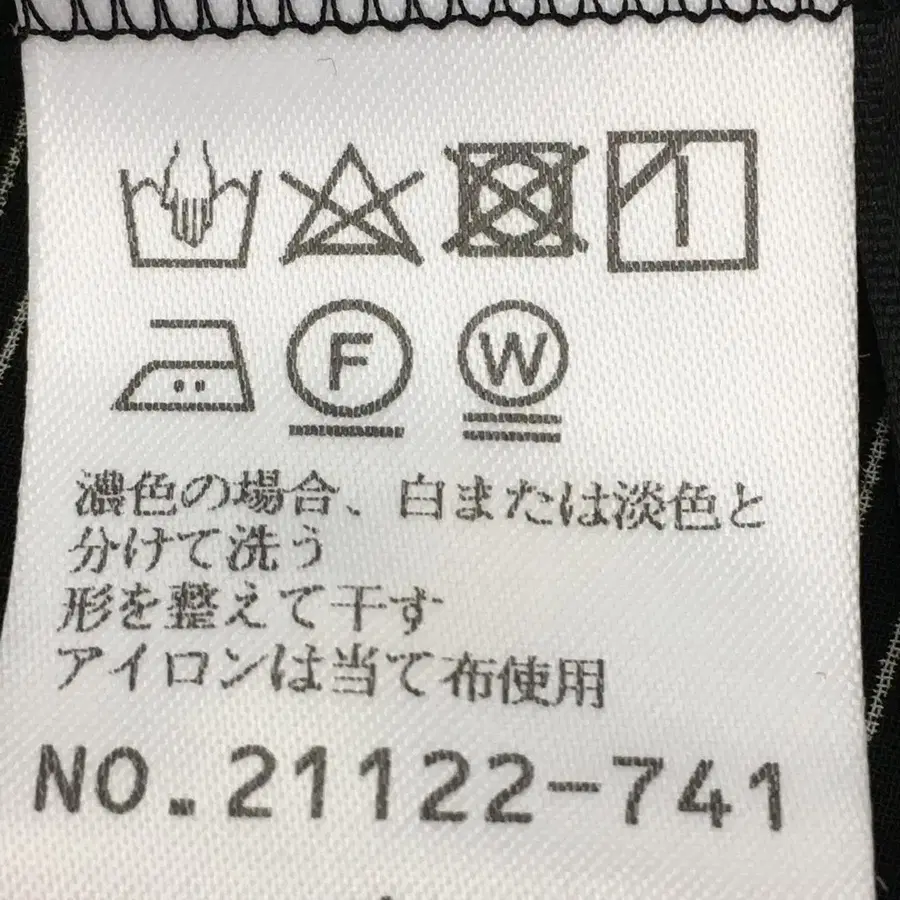 F W
濃色の場合、白または淡色と
分けて洗う
形を整えて干す
アイロンは当て布使用
NO.21122-741